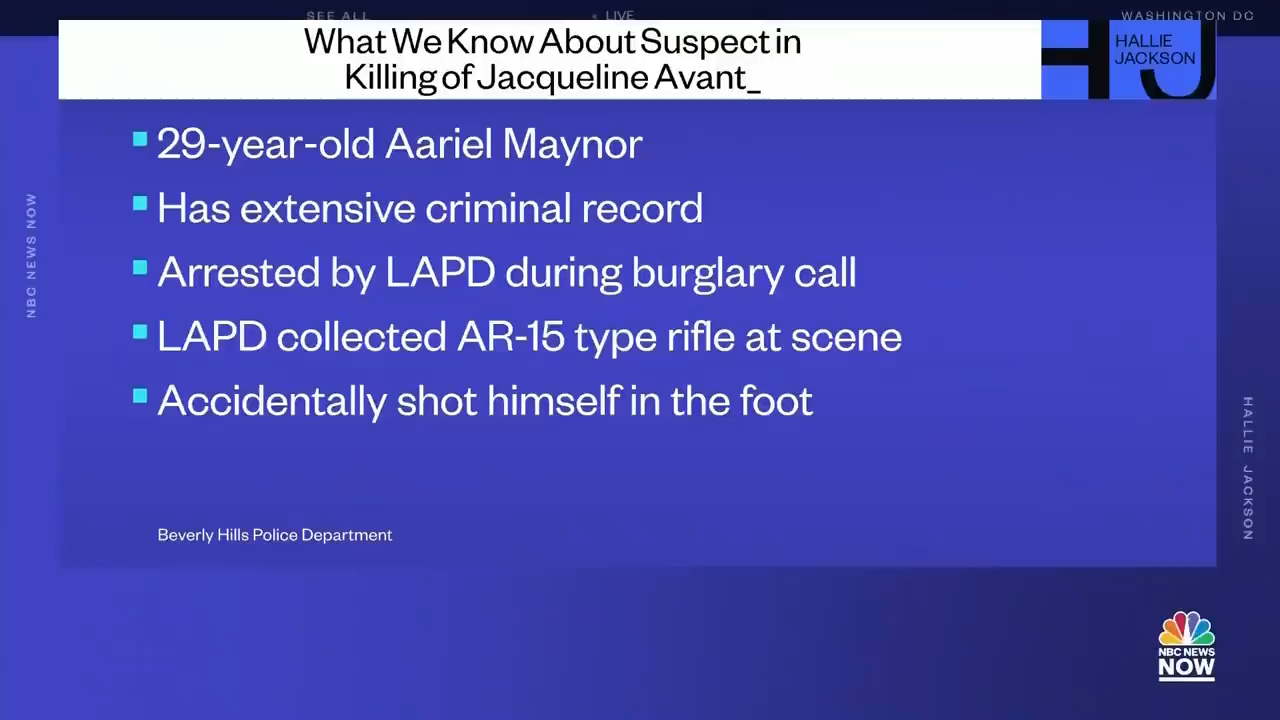 SEE ALL
LIVE
WASHINGTON DC
What We Know About Suspect in
Killing of Jacqueline Avant_
HALLIE
JACKSON
HJ
29-year-old Aariel Maynor
Has extensive criminal record
Arrested by LAPD during burglary call
LAPD collected AR-15 type rifle at scene
Accidentally shot himself in the foot
Beverly Hills Police Department
NBC NEWS NOW
HALLIE JACKSON
NBC NEWS
NOW